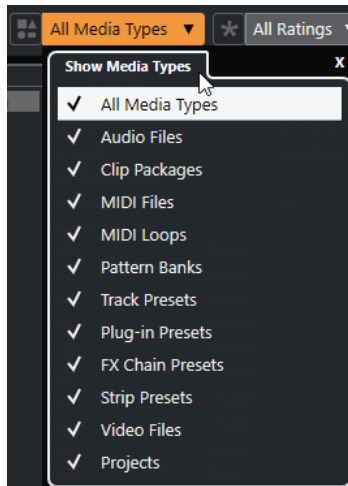 All Media Types All Ratings
Show Media Types X
All Media Types
Audio Files
Clip Packages
MIDI Files
MIDI Loops
Pattern Banks
Track Presets
Plug-in Presets
FX Chain Presets
Strip Presets
Video Files
Projects